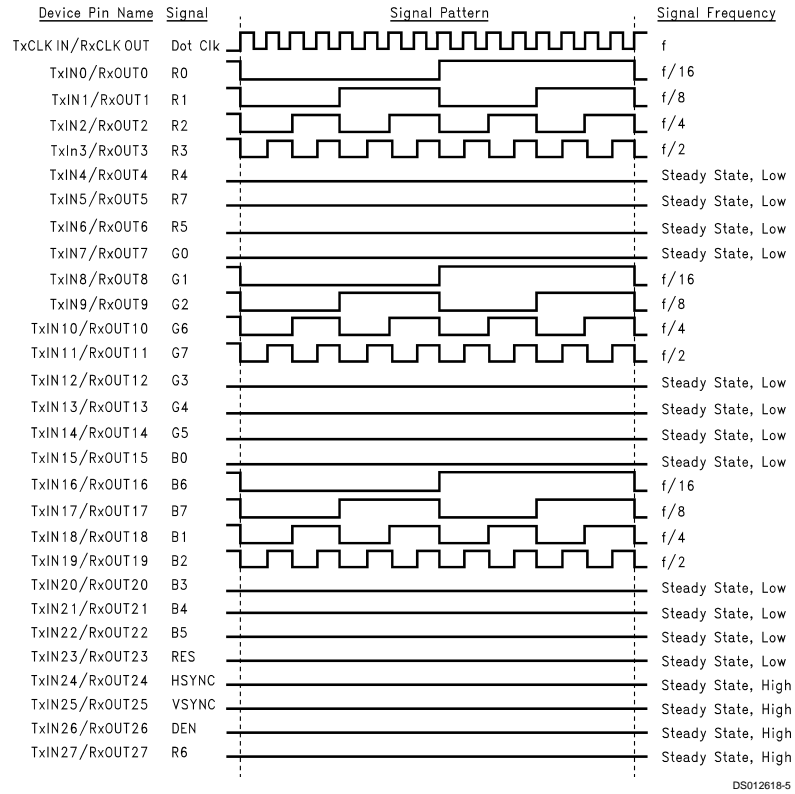 Device Pin Name Signal Signal Pattern Signal Frequency
TxCLK IN/RxCLK OUT Dot Clk f
TxIN0/RxOUT0 R0 f/16
TxIN1/RxOUT1 R1 f/8
TxIN2/RxOUT2 R2 f/4
TxIn3/RxOUT3 R3 f/2
TxIN4/RxOUT4 R4 Steady State, Low
TxIN5/RxOUT5 R7 Steady State, Low
TxIN6/RxOUT6 R5 Steady State, Low
TxIN7/RxOUT7 G0 Steady State, Low
TxIN8/RxOUT8 G1 f/16
TxIN9/RxOUT9 G2 f/8
TxIN10/RxOUT10 G6 f/4
TxIN11/RxOUT11 G7 f/2
TxIN12/RxOUT12 G3 Steady State, Low
TxIN13/RxOUT13 G4 Steady State, Low
TxIN14/RxOUT14 G5 Steady State, Low
TxIN15/RxOUT15 B0 Steady State, Low
TxIN16/RxOUT16 B6 f/16
TxIN17/RxOUT17 B7 f/8
TxIN18/RxOUT18 B1 f/4
TxIN19/RxOUT19 B2 f/2
TxIN20/RxOUT20 B3 Steady State, Low
TxIN21/RxOUT21 B4 Steady State, Low
TxIN22/RxOUT22 B5 Steady State, Low
TxIN23/RxOUT23 RES Steady State, Low
TxIN24/RxOUT24 HSYNC Steady State, High
TxIN25/RxOUT25 VSYNC Steady State, High
TxIN26/RxOUT26 DEN Steady State, High
TxIN27/RxOUT27 R6 Steady State, High
DS012618-5